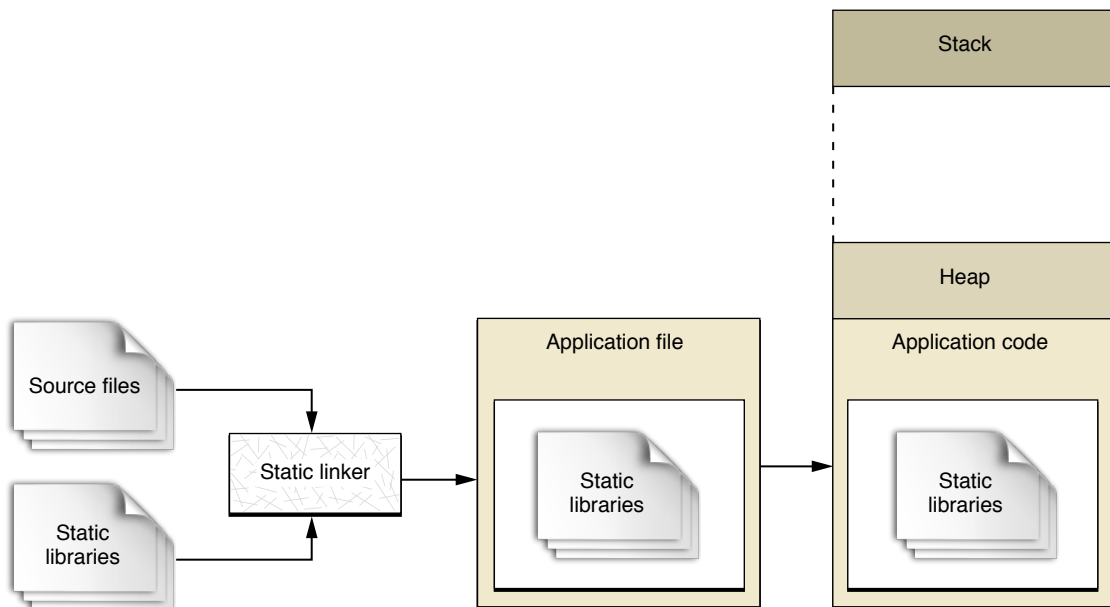 Stack
Heap
Source files
Static
libraries
Static linker
Application file
Static
libraries
Application code
Static
libraries